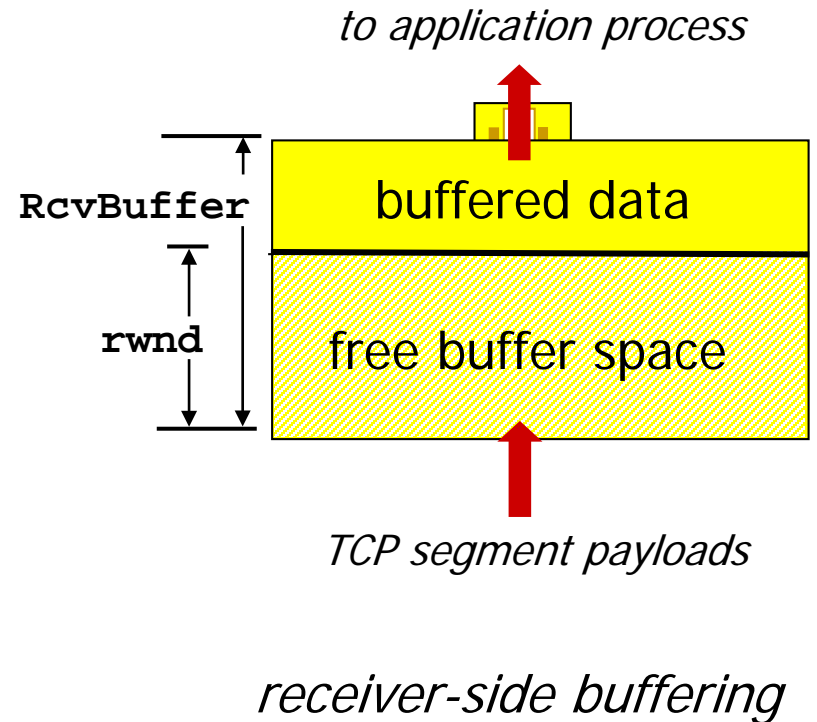 to application process
RcvBuffer
buffered data
rwnd
free buffer space
TCP segment payloads
receiver-side buffering